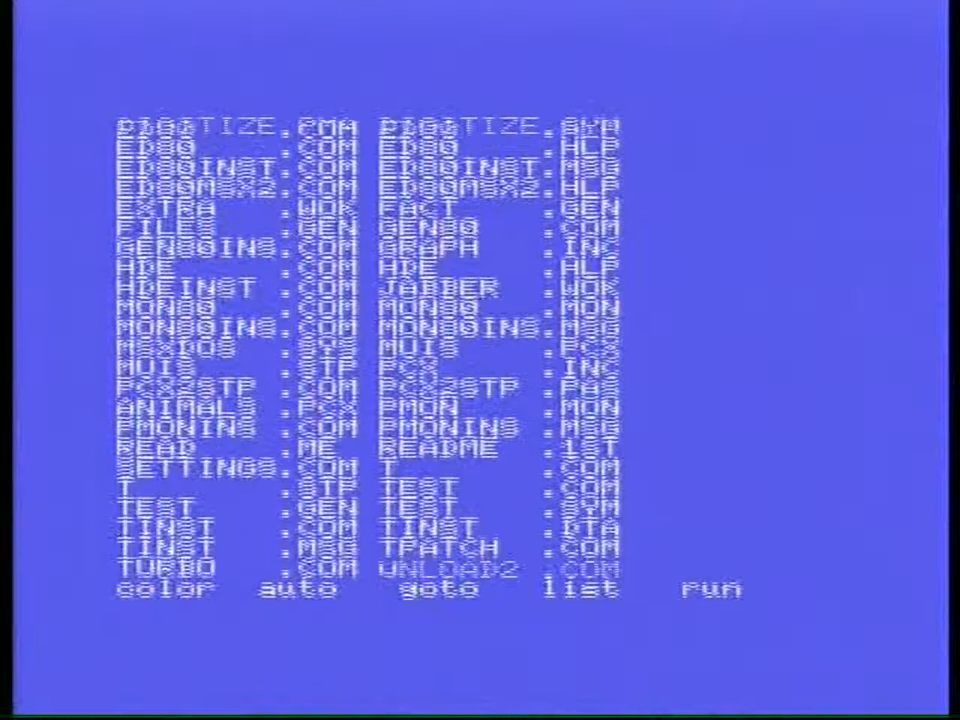 ED80 .COM ED80 .HLP
ED80INST.COM ED80INST.MSG
ED80MSX2.COM ED80MSX2.HLP
EXTRA .WOK FACT .GEN
FILES .GEN GEN80 .COM
GEN80INS.COM GRAPH .INC
HDE .COM HDE .HLP
HDEINST .COM JABBER .WOK
MON80 .COM MON80 .MON
MON80INS.COM MON80INS.MSG
MSXDOS .SYS MUIS .PCX
MUIS .STP PCX .INC
PCX2STP .COM PCX2STP .PAS
ANIMALS .PCX PMON .MON
PMONINS .COM PMONINS .MSG
READ .ME README .1ST
SETTINGS.COM T .COM
T .STP TEST .COM
TEST .GEN TEST .SYM
TINST .COM TINST .DTA
TINST .MSG TPATCH .COM
TURBO .COM UNLOAD2 .COM
color auto goto list run